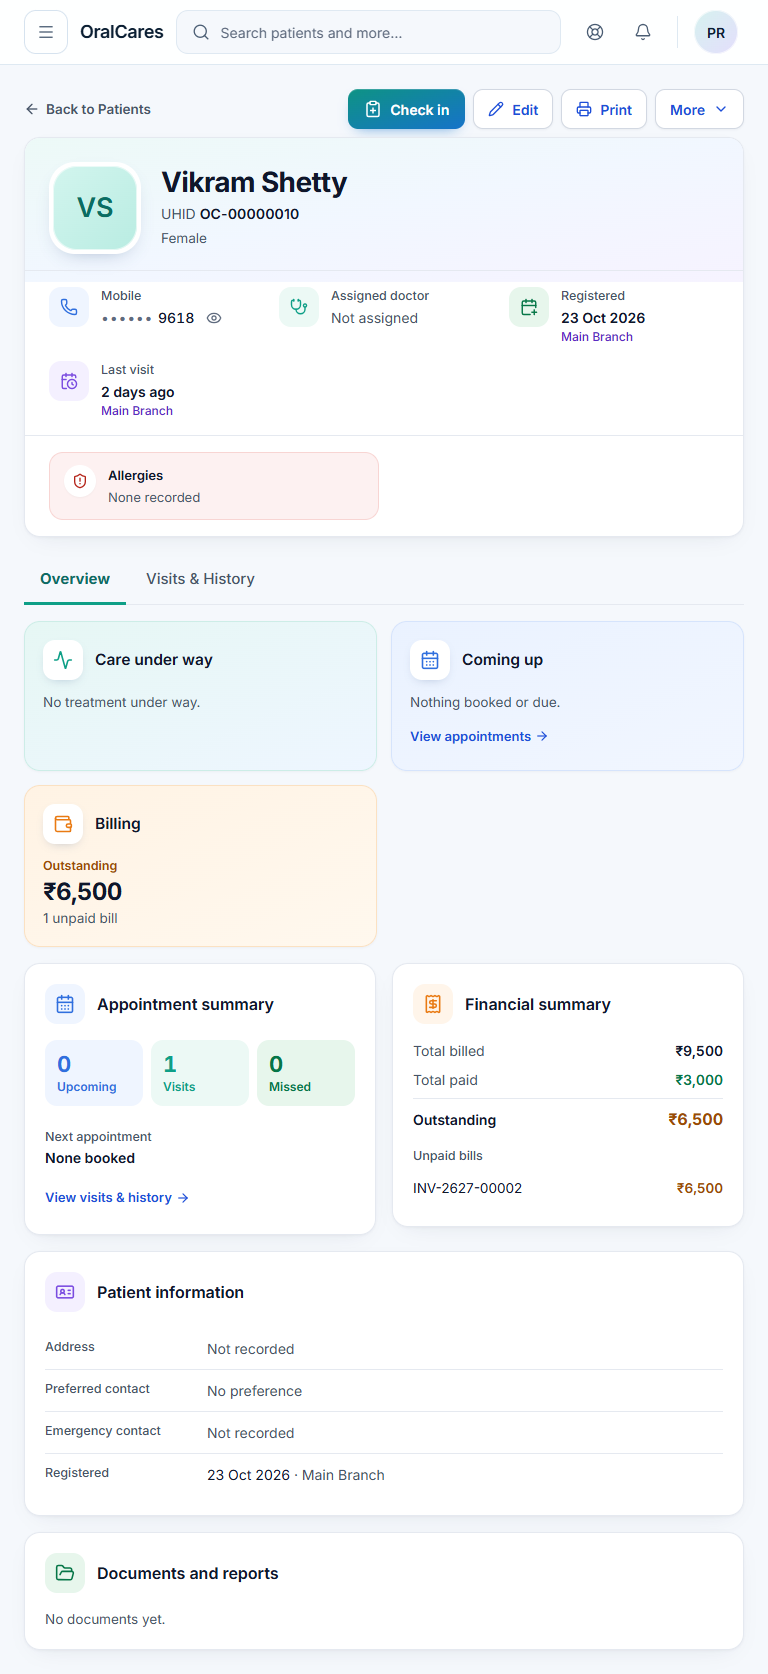 OralCares
Search patients and more...
PR
Back to Patients
Check in
Edit
Print
More
VS
Vikram Shetty
UHID OC-00000010
Female
Mobile
•••••• 9618
Assigned doctor
Not assigned
Registered
23 Oct 2026
Main Branch
Last visit
2 days ago
Main Branch
Allergies
None recorded
Overview
Visits & History
Care under way
No treatment under way.
Coming up
Nothing booked or due.
View appointments →
Billing
Outstanding
₹6,500
1 unpaid bill
Appointment summary
0
Upcoming
1
Visits
0
Missed
Next appointment
None booked
View visits & history →
Financial summary
Total billed ₹9,500
Total paid ₹3,000
Outstanding ₹6,500
Unpaid bills
INV-2627-00002 ₹6,500
Patient information
Address Not recorded
Preferred contact No preference
Emergency contact Not recorded
Registered 23 Oct 2026 · Main Branch
Documents and reports
No documents yet.